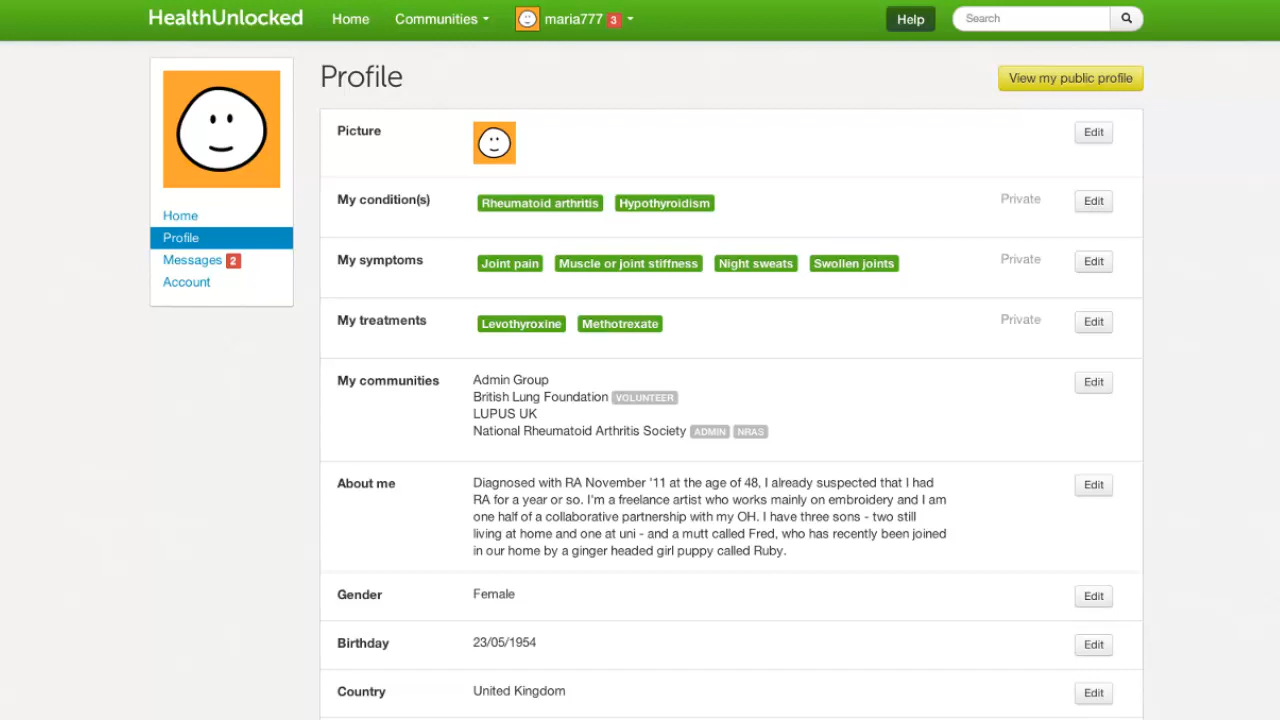 HealthUnlocked Home Communities maria777 3 Help Search
Profile
View my public profile
Home
Profile
Messages 2
Account
Picture Edit
My condition(s) Rheumatoid arthritis Hypothyroidism Private Edit
My symptoms Joint pain Muscle or joint stiffness Night sweats Swollen joints Private Edit
My treatments Levothyroxine Methotrexate Private Edit
My communities Admin Group Edit
British Lung Foundation VOLUNTEER
LUPUS UK
National Rheumatoid Arthritis Society ADMIN NRAS
About me Diagnosed with RA November '11 at the age of 48, I already suspected that I had Edit
RA for a year or so. I'm a freelance artist who works mainly on embroidery and I am
one half of a collaborative partnership with my OH. I have three sons - two still
living at home and one at uni - and a mutt called Fred, who has recently been joined
in our home by a ginger headed girl puppy called Ruby.
Gender Female Edit
Birthday 23/05/1954 Edit
Country United Kingdom Edit